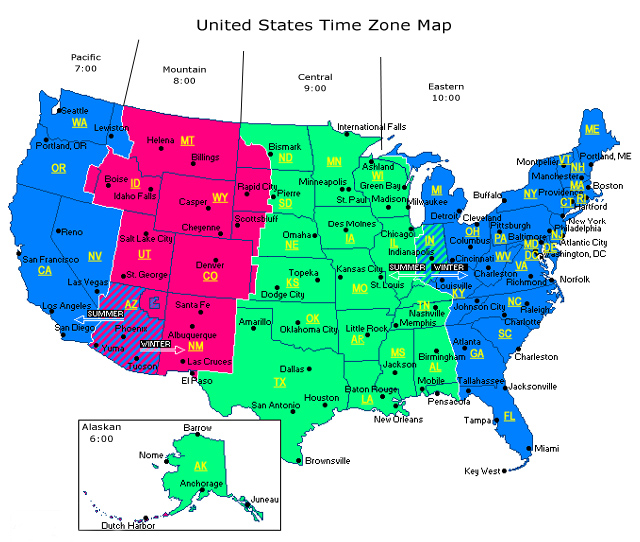 United States Time Zone Map
Pacific
7:00
Mountain
8:00
Central
9:00
Eastern
10:00
Seattle
WA
Lewiston
Portland, OR
OR
Helena
MT
Billings
Boise
ID
Idaho Falls
Casper
WY
Cheyenne
Rapid City
Scottsbluff
Reno
NV
San Francisco
CA
Salt Lake City
UT
St. George
Las Vegas
Los Angeles
San Diego
SUMMER
AZ
Phoenix
WINTER
Yuma
Tucson
Denver
CO
Santa Fe
Albuquerque
NM
Las Cruces
El Paso
Bismark
ND
Pierre
SD
International Falls
MN
Minneapolis
St. Paul
Ashland
WI
Green Bay
Madison
Milwaukee
Omaha
NE
Des Moines
IA
Chicago
IL
Topeka
KS
Dodge City
Kansas City
MO
St. Louis
Amarillo
OK
Oklahoma City
Little Rock
AR
Memphis
TN
Nashville
Dallas
TX
San Antonio
Houston
Brownsville
MS
Jackson
Baton Rouge
LA
New Orleans
Birmingham
AL
Mobile
Pensacola
MI
Detroit
IN
Indianapolis
SUMMER
WINTER
Cleveland
OH
Columbus
Cincinnati
Louisville
KY
WV
Charleston
Buffalo
NY
Pittsburgh
PA
Montpelier
VT
NH
Manchester
ME
Portland, ME
MA
Boston
Providence
RI
CT
Hartford
New York
Philadelphia
NJ
Atlantic City
Baltimore
MD
DE
DC
Washington, DC
VA
Richmond
Norfolk
Johnson City
NC
Raleigh
Charlotte
SC
Charleston
Atlanta
GA
Tallahassee
Jacksonville
FL
Tampa
Miami
Key West
Alaskan
6:00
Barrow
Nome
AK
Anchorage
Juneau
Dutch Harbor